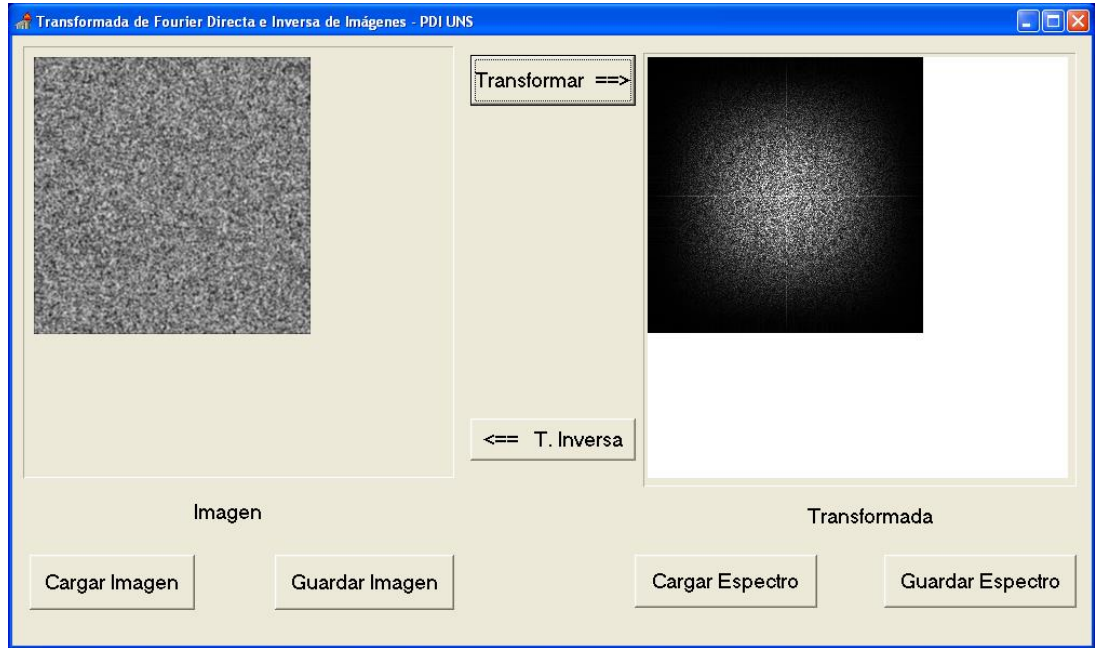 Transformada de Fourier Directa e Inversa de Imágenes - PDI UNS
Transformar ==>
<== T. Inversa
Imagen
Transformada
Cargar Imagen
Guardar Imagen
Cargar Espectro
Guardar Espectro